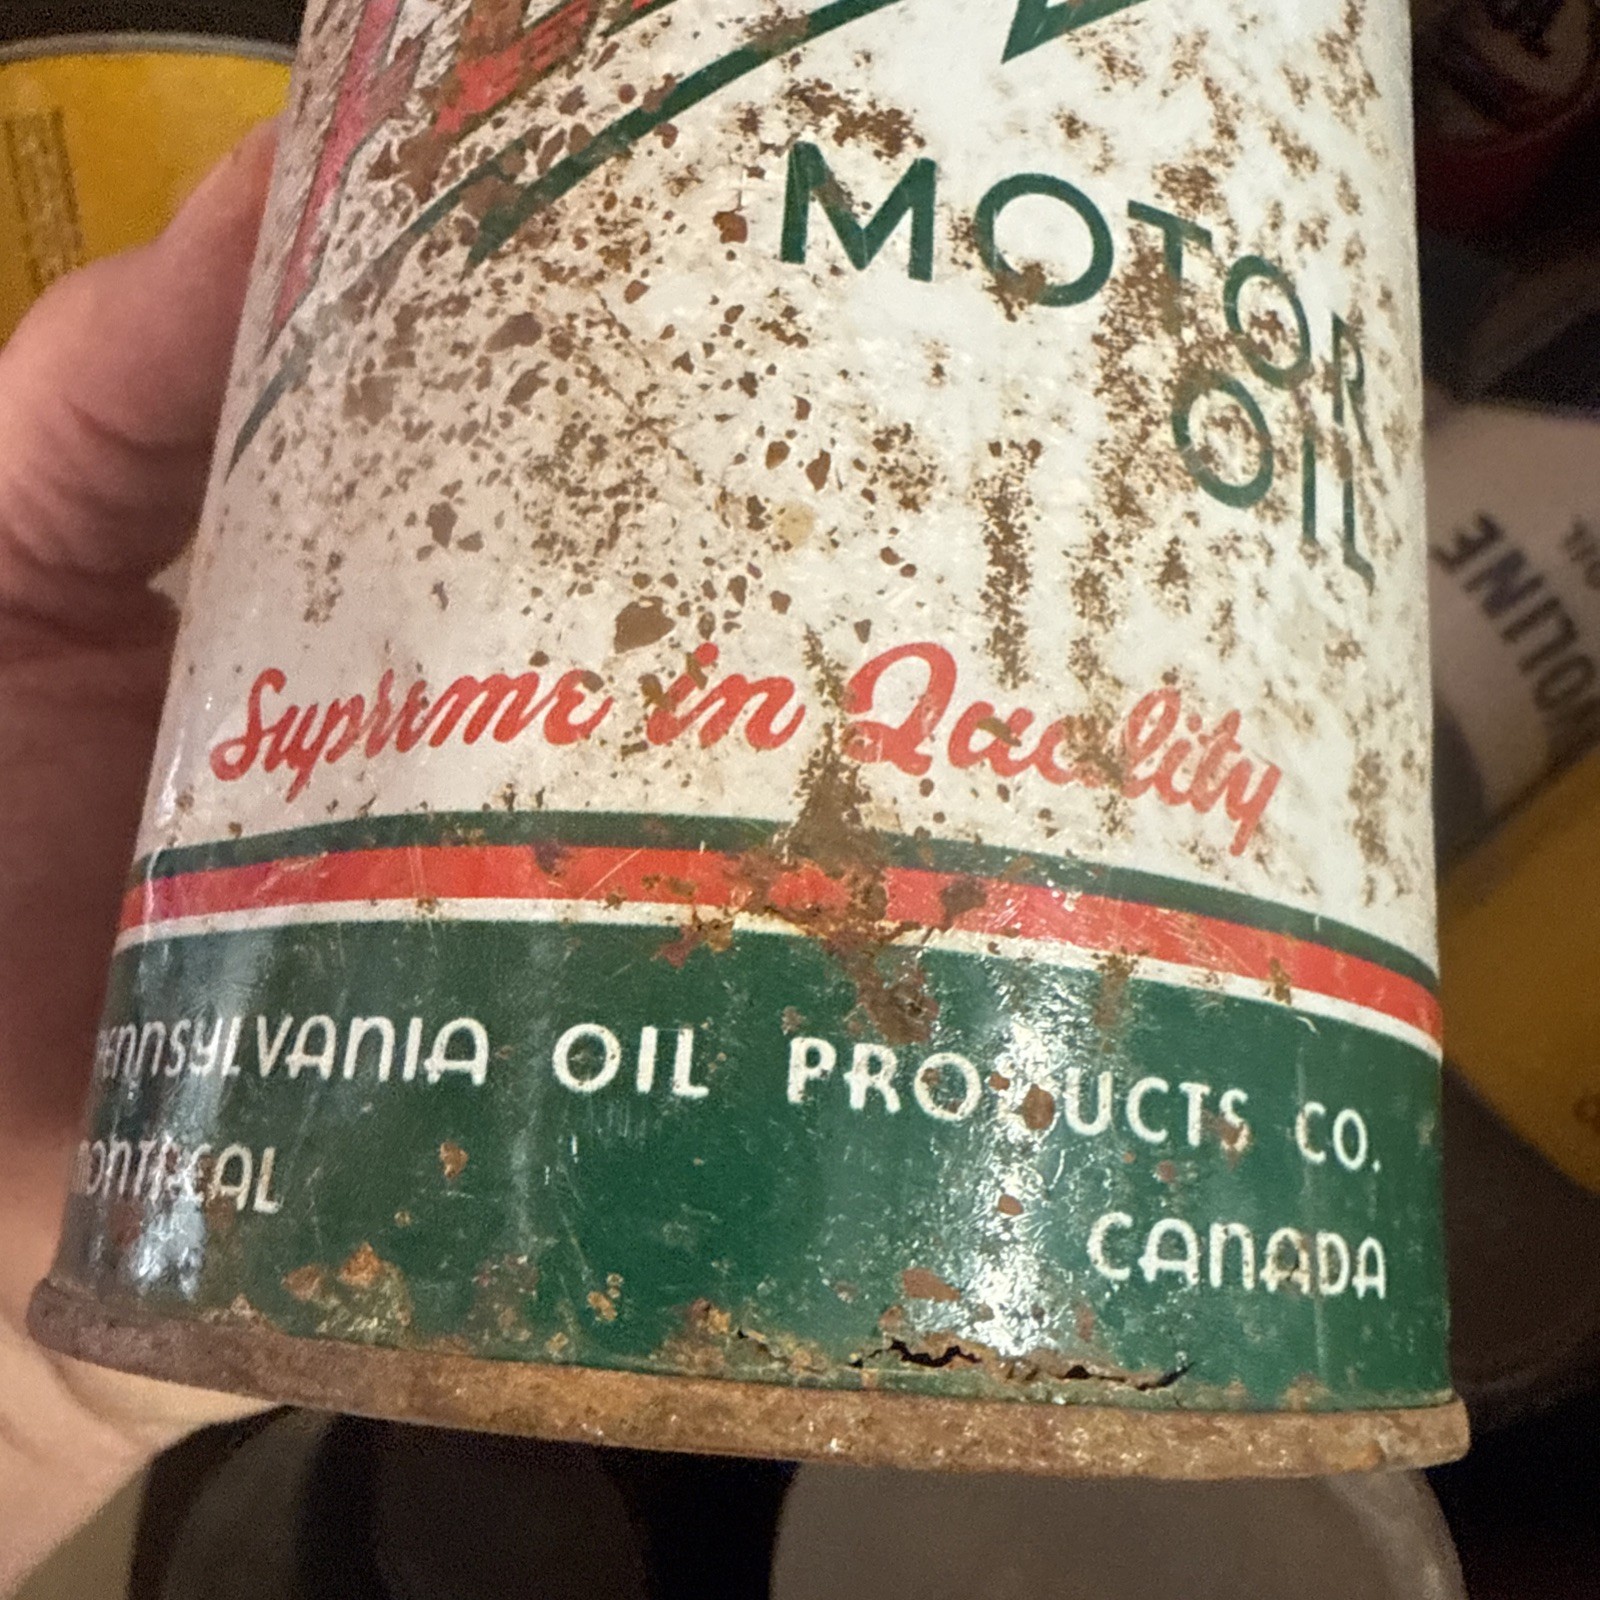 MOTOR
OIL
Supreme in Quality
PENNSYLVANIA OIL PRODUCTS CO.
MONTREAL CANADA